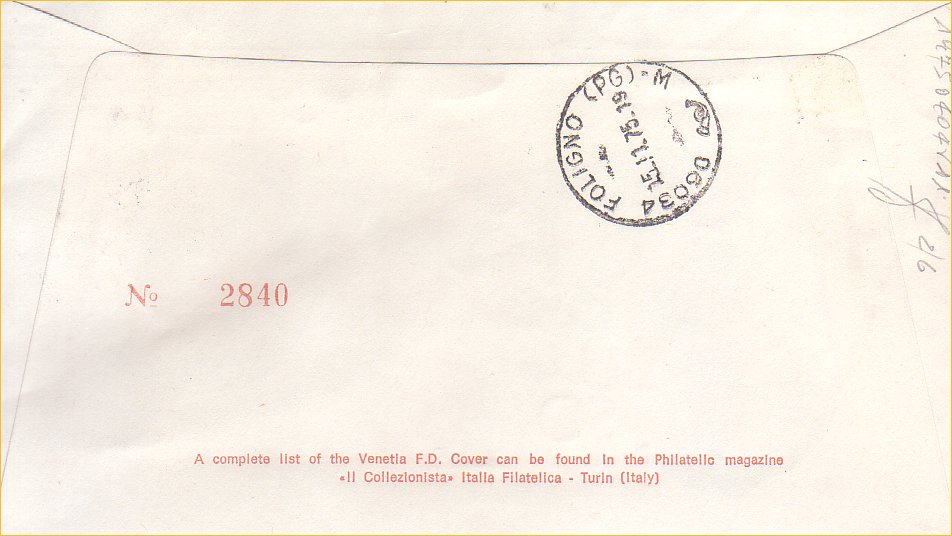 FOLIGNO (PG) - M
15.11.75.19
06034
№ 2840
A complete list of the Venetia F.D. Cover can be found in the Philatelic magazine
«Il Collezionista» Italia Filatelica - Turin (Italy)